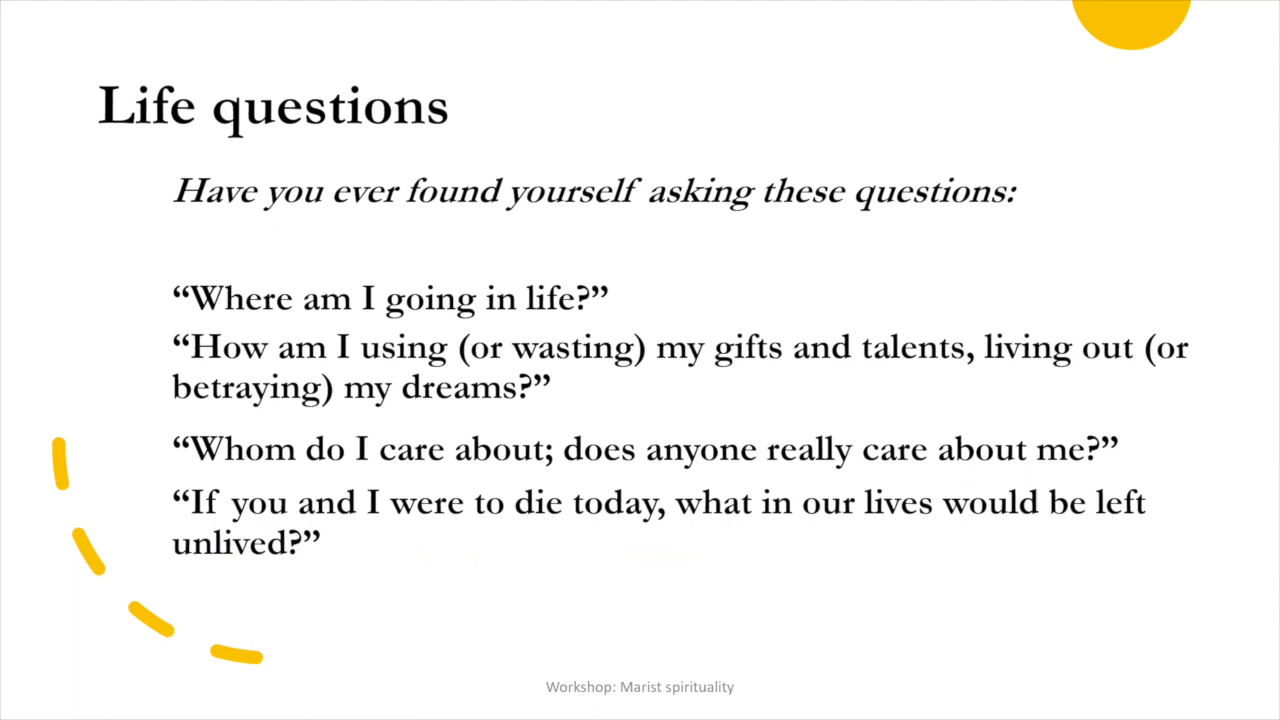 Life questions
Have you ever found yourself asking these questions:
“Where am I going in life?”
“How am I using (or wasting) my gifts and talents, living out (or
betraying) my dreams?”
“Whom do I care about; does anyone really care about me?”
“If you and I were to die today, what in our lives would be left
unlived?”
Workshop: Marist spirituality